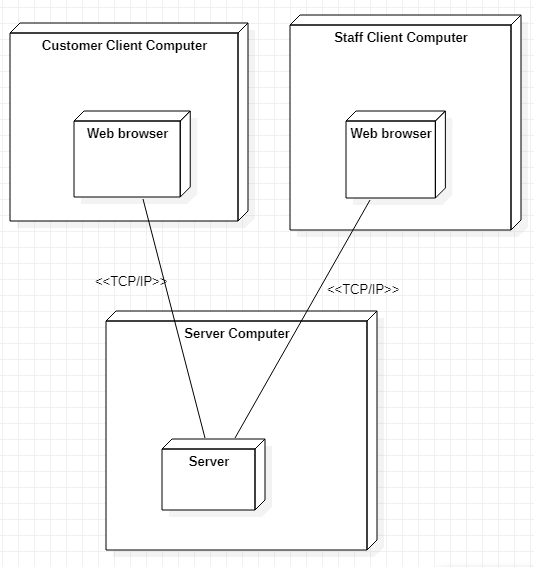 Customer Client Computer
Staff Client Computer
Web browser
Web browser
<<TCP/IP>>
<<TCP/IP>>
Server Computer
Server